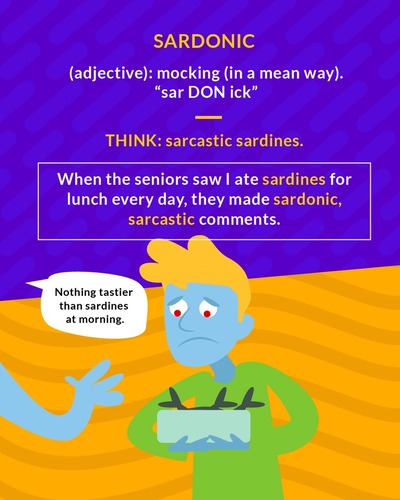 SARDONIC
(adjective): mocking (in a mean way).
“sar DON ick”
THINK: sarcastic sardines.
When the seniors saw I ate sardines for
lunch every day, they made sardonic,
sarcastic comments.
Nothing tastier
than sardines
at morning.